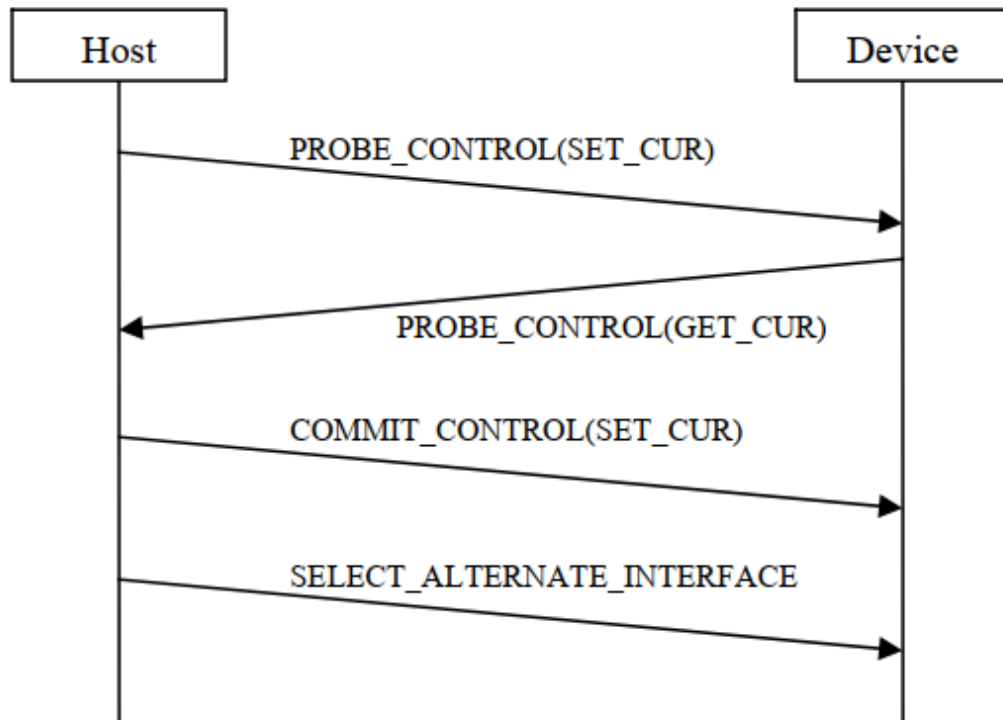 Host
Device
PROBE_CONTROL(SET_CUR)
PROBE_CONTROL(GET_CUR)
COMMIT_CONTROL(SET_CUR)
SELECT_ALTERNATE_INTERFACE